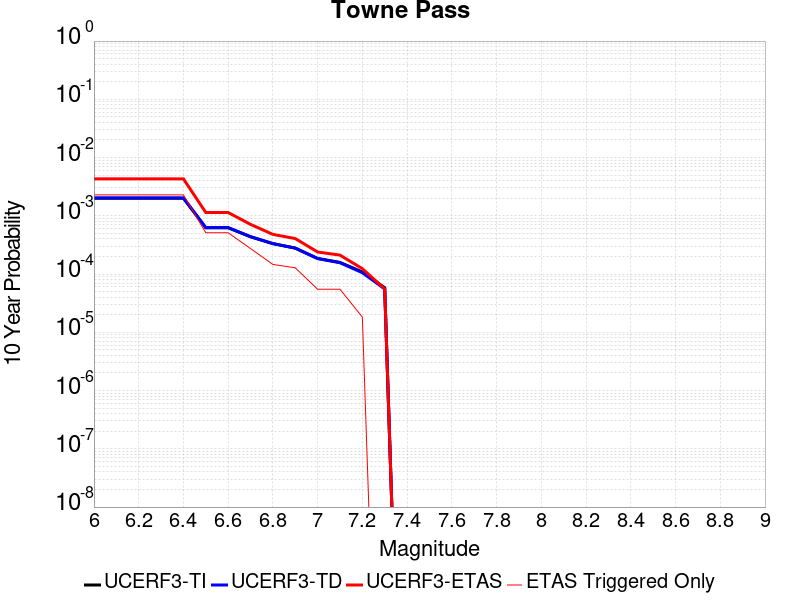 Towne Pass
10 Year Probability
10^0
10^-1
10^-2
10^-3
10^-4
10^-5
10^-6
10^-7
10^-8
6 6.2 6.4 6.6 6.8 7 7.2 7.4 7.6 7.8 8 8.2 8.4 8.6 8.8 9
Magnitude
UCERF3-TI UCERF3-TD UCERF3-ETAS ETAS Triggered Only